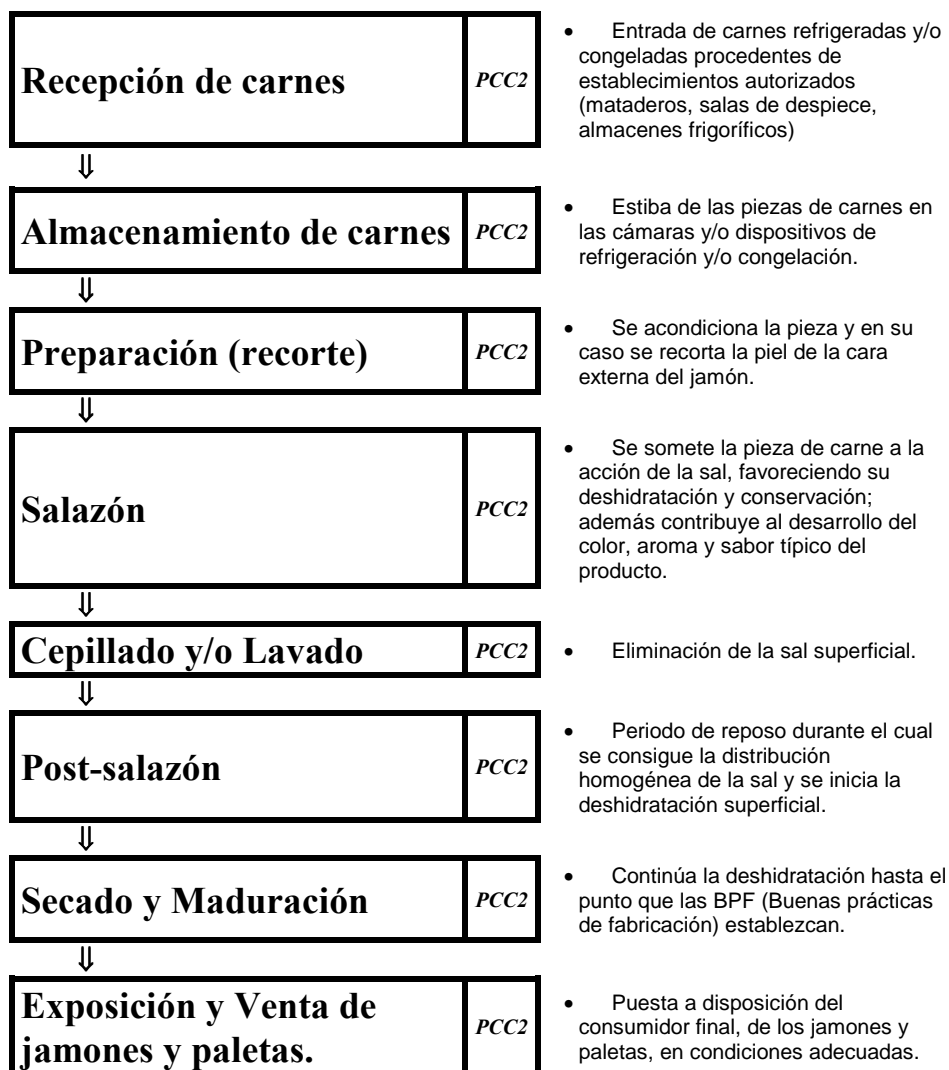 Recepción de carnes
PCC2
• Entrada de carnes refrigeradas y/o
congeladas procedentes de
establecimientos autorizados
(mataderos, salas de despiece,
almacenes frigoríficos)
⇓
Almacenamiento de carnes
PCC2
• Estiba de las piezas de carnes en
las cámaras y/o dispositivos de
refrigeración y/o congelación.
⇓
Preparación (recorte)
PCC2
• Se acondiciona la pieza y en su
caso se recorta la piel de la cara
externa del jamón.
⇓
Salazón
PCC2
• Se somete la pieza de carne a la
acción de la sal, favoreciendo su
deshidratación y conservación;
además contribuye al desarrollo del
color, aroma y sabor típico del
producto.
⇓
Cepillado y/o Lavado
PCC2
• Eliminación de la sal superficial.
⇓
Post-salazón
PCC2
• Periodo de reposo durante el cual
se consigue la distribución
homogénea de la sal y se inicia la
deshidratación superficial.
⇓
Secado y Maduración
PCC2
• Continúa la deshidratación hasta el
punto que las BPF (Buenas prácticas
de fabricación) establezcan.
⇓
Exposición y Venta de
jamones y paletas.
PCC2
• Puesta a disposición del
consumidor final, de los jamones y
paletas, en condiciones adecuadas.